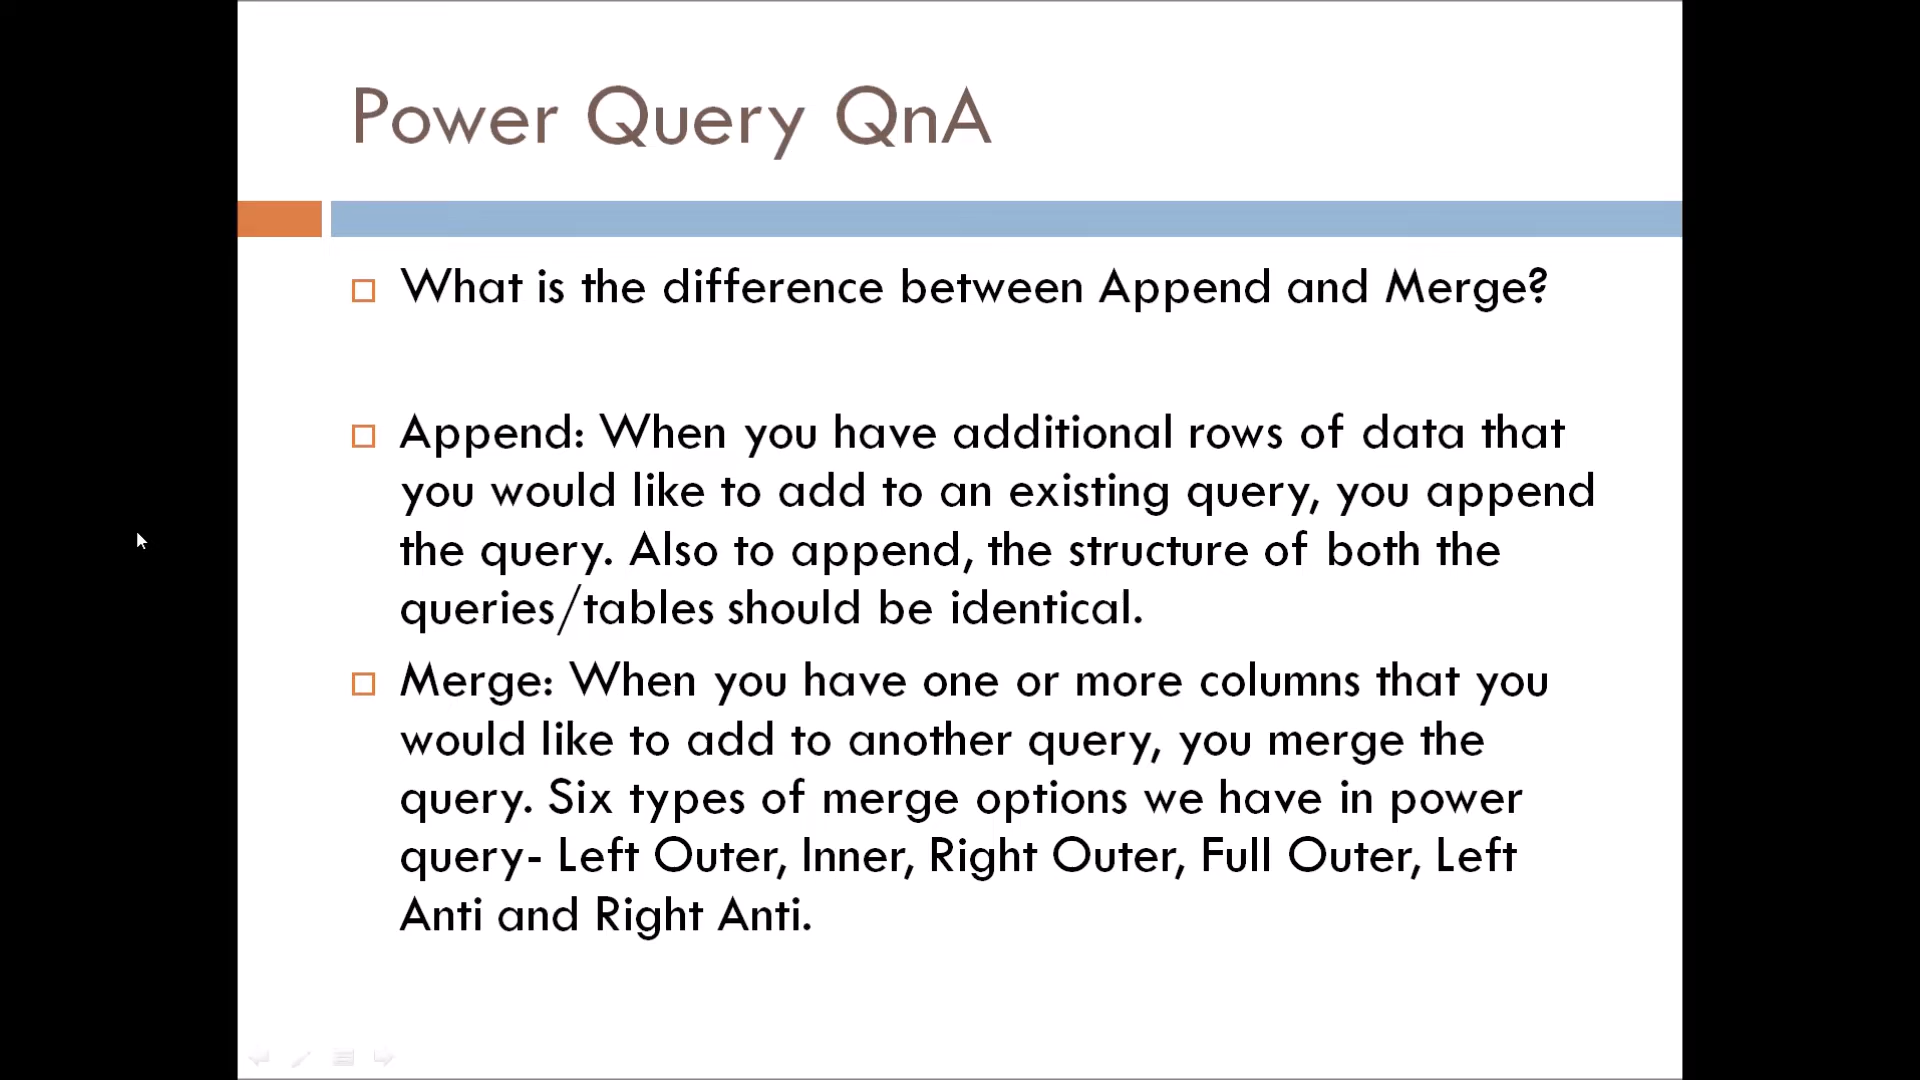 Power Query QnA
What is the difference between Append and Merge?
Append: When you have additional rows of data that
you would like to add to an existing query, you append
the query. Also to append, the structure of both the
queries/tables should be identical.
Merge: When you have one or more columns that you
would like to add to another query, you merge the
query. Six types of merge options we have in power
query- Left Outer, Inner, Right Outer, Full Outer, Left
Anti and Right Anti.